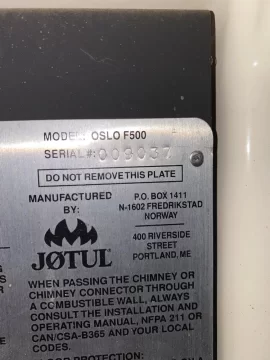 MODEL: OSLO F500
SERIAL#: 009037
DO NOT REMOVE THIS PLATE
MANUFACTURED BY:
JØTUL
P.O. BOX 1411
N-1602 FREDRIKSTAD
NORWAY
400 RIVERSIDE
STREET
PORTLAND, ME
WHEN PASSING THE CHIMNEY OR
CHIMNEY CONNECTOR THROUGH
A COMBUSTIBLE WALL, ALWAYS
CONSULT THE INSTALLATION AND
OPERATING MANUAL, NFPA 211 OR
CAN/CSA-B365 AND YOUR LOCAL
CODES.